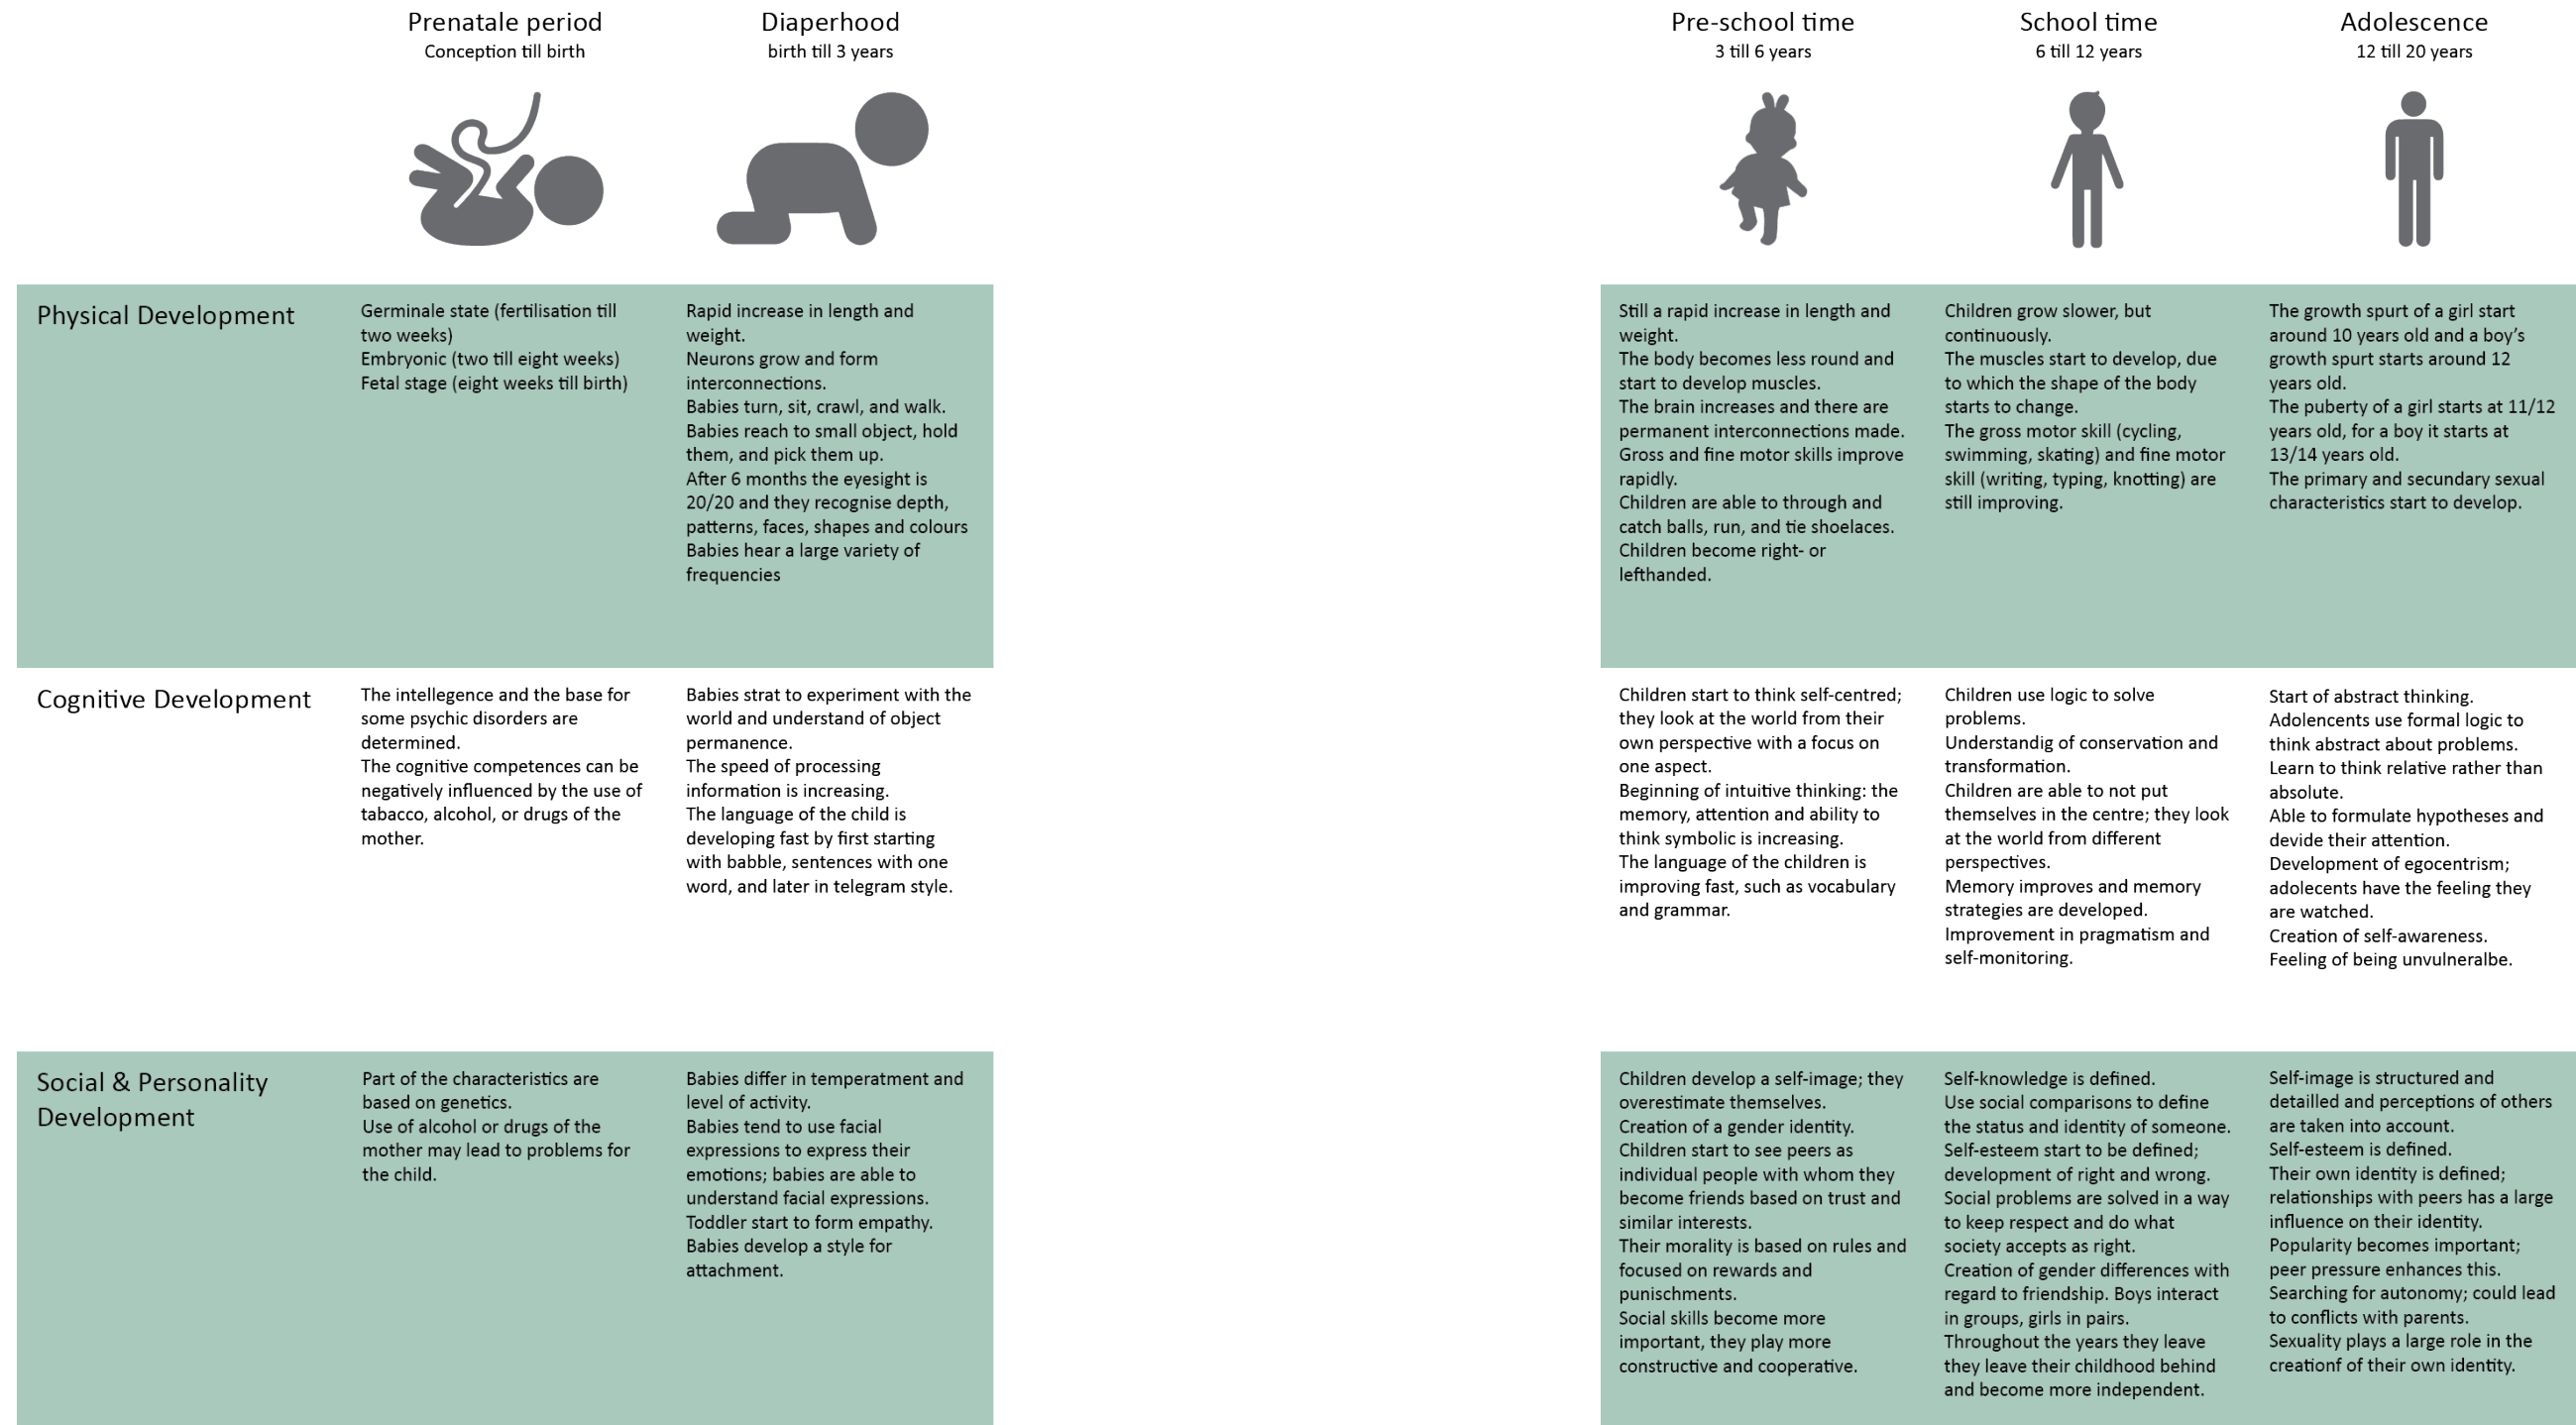 Prenatale period
Conception till birth
Diaperhood
birth till 3 years
Pre-school time
3 till 6 years
School time
6 till 12 years
Adolescence
12 till 20 years
Physical Development
Germinale state (fertilisation till
two weeks)
Embryonic (two till eight weeks)
Fetal stage (eight weeks till birth)
Rapid increase in length and
weight.
Neurons grow and form
interconnections.
Babies turn, sit, crawl, and walk.
Babies reach to small object, hold
them, and pick them up.
After 6 months the eyesight is
20/20 and they recognise depth,
patterns, faces, shapes and colours
Babies hear a large variety of
frequencies
Still a rapid increase in length and
weight.
The body becomes less round and
start to develop muscles.
The brain increases and there are
permanent interconnections made.
Gross and fine motor skills improve
rapidly.
Children are able to through and
catch balls, run, and tie shoelaces.
Children become right- or
lefthanded.
Children grow slower, but
continuously.
The muscles start to develop, due
to which the shape of the body
starts to change.
The gross motor skill (cycling,
swimming, skating) and fine motor
skill (writing, typing, knotting) are
still improving.
The growth spurt of a girl start
around 10 years old and a boy's
growth spurt starts around 12
years old.
The puberty of a girl starts at 11/12
years old, for a boy it starts at
13/14 years old.
The primary and secundary sexual
characteristics start to develop.
Cognitive Development
The intellegence and the base for
some psychic disorders are
determined.
The cognitive competences can be
negatively influenced by the use of
tabacco, alcohol, or drugs of the
mother.
Babies strat to experiment with the
world and understand of object
permanence.
The speed of processing
information is increasing.
The language of the child is
developing fast by first starting
with babble, sentences with one
word, and later in telegram style.
Children start to think self-centred;
they look at the world from their
own perspective with a focus on
one aspect.
Beginning of intuitive thinking: the
memory, attention and ability to
think symbolic is increasing.
The language of the children is
improving fast, such as vocabulary
and grammar.
Children use logic to solve
problems.
Understandig of conservation and
transformation.
Children are able to not put
themselves in the centre; they look
at the world from different
perspectives.
Memory improves and memory
strategies are developed.
Improvement in pragmatism and
self-monitoring.
Start of abstract thinking.
Adolencents use formal logic to
think abstract about problems.
Learn to think relative rather than
absolute.
Able to formulate hypotheses and
devide their attention.
Development of egocentrism;
adolecents have the feeling they
are watched.
Creation of self-awareness.
Feeling of being unvulneralbe.
Social & Personality
Development
Part of the characteristics are
based on genetics.
Use of alcohol or drugs of the
mother may lead to problems for
the child.
Babies differ in temperatment and
level of activity.
Babies tend to use facial
expressions to express their
emotions; babies are able to
understand facial expressions.
Toddler start to form empathy.
Babies develop a style for
attachment.
Children develop a self-image; they
overestimate themselves.
Creation of a gender identity.
Children start to see peers as
individual people with whom they
become friends based on trust and
similar interests.
Their morality is based on rules and
focused on rewards and
punischments.
Social skills become more
important, they play more
constructive and cooperative.
Self-knowledge is defined.
Use social comparisons to define
the status and identity of someone.
Self-esteem start to be defined;
development of right and wrong.
Social problems are solved in a way
to keep respect and do what
society accepts as right.
Creation of gender differences with
regard to friendship. Boys interact
in groups, girls in pairs.
Throughout the years they leave
they leave their childhood behind
and become more independent.
Self-image is structured and
detailled and perceptions of others
are taken into account.
Self-esteem is defined.
Their own identity is defined;
relationships with peers has a large
influence on their identity.
Popularity becomes important;
peer pressure enhances this.
Searching for autonomy; could lead
to conflicts with parents.
Sexuality plays a large role in the
creationf of their own identity.